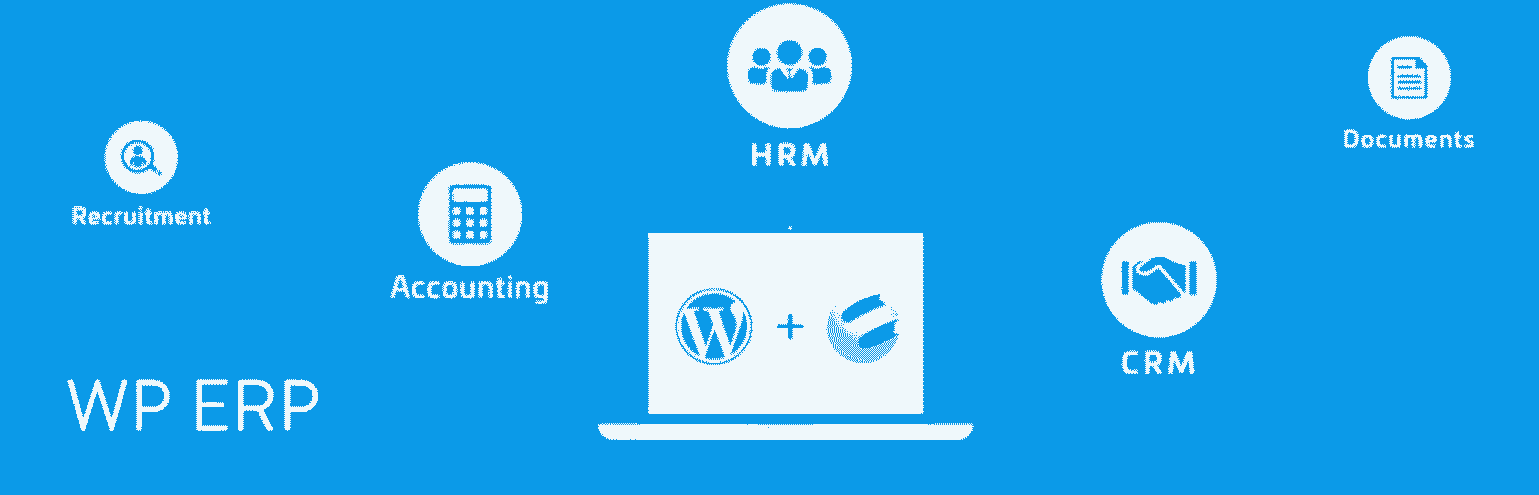 HRM
Documents
Recruitment
Accounting
W +
CRM
WP ERP